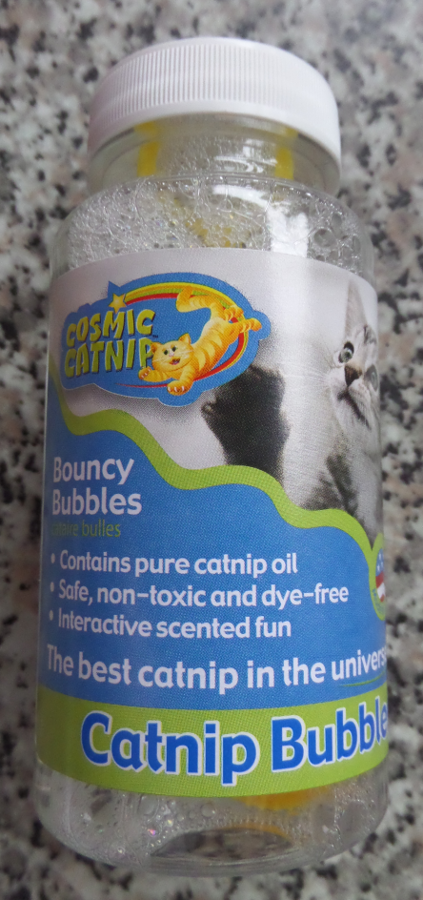 COSMIC
CATNIP
Bouncy
Bubbles
bulles
• Contains pure catnip oil
• Safe, non-toxic and dye-free
• Interactive scented fun
The best catnip in the univers
Catnip Bubble